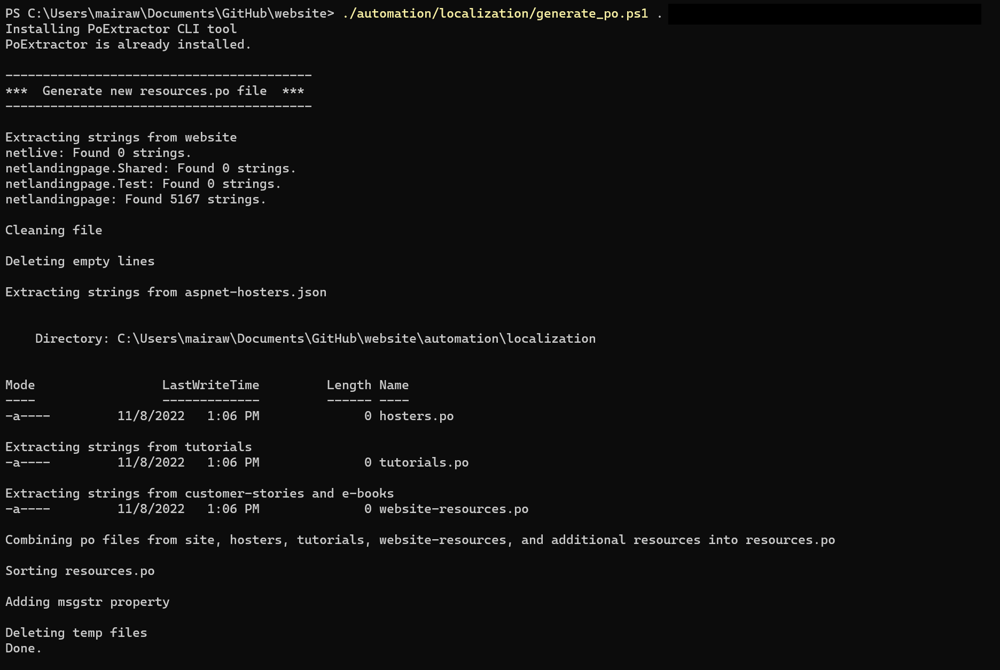 PS C:\Users\mairaw\Documents\GitHub\website> ./automation/localization/generate_po.ps1 .
Installing PoExtractor CLI tool
PoExtractor is already installed.
-----------------------------------------
***  Generate new resources.po file  ***
-----------------------------------------
Extracting strings from website
netlive: Found 0 strings.
netlandingpage.Shared: Found 0 strings.
netlandingpage.Test: Found 0 strings.
netlandingpage: Found 5167 strings.
Cleaning file
Deleting empty lines
Extracting strings from aspnet-hosters.json
    Directory: C:\Users\mairaw\Documents\GitHub\website\automation\localization
Mode                 LastWriteTime         Length Name
----                 -------------         ------ ----
-a----         11/8/2022   1:06 PM              0 hosters.po
Extracting strings from tutorials
-a----         11/8/2022   1:06 PM              0 tutorials.po
Extracting strings from customer-stories and e-books
-a----         11/8/2022   1:06 PM              0 website-resources.po
Combining po files from site, hosters, tutorials, website-resources, and additional resources into resources.po
Sorting resources.po
Adding msgstr property
Deleting temp files
Done.